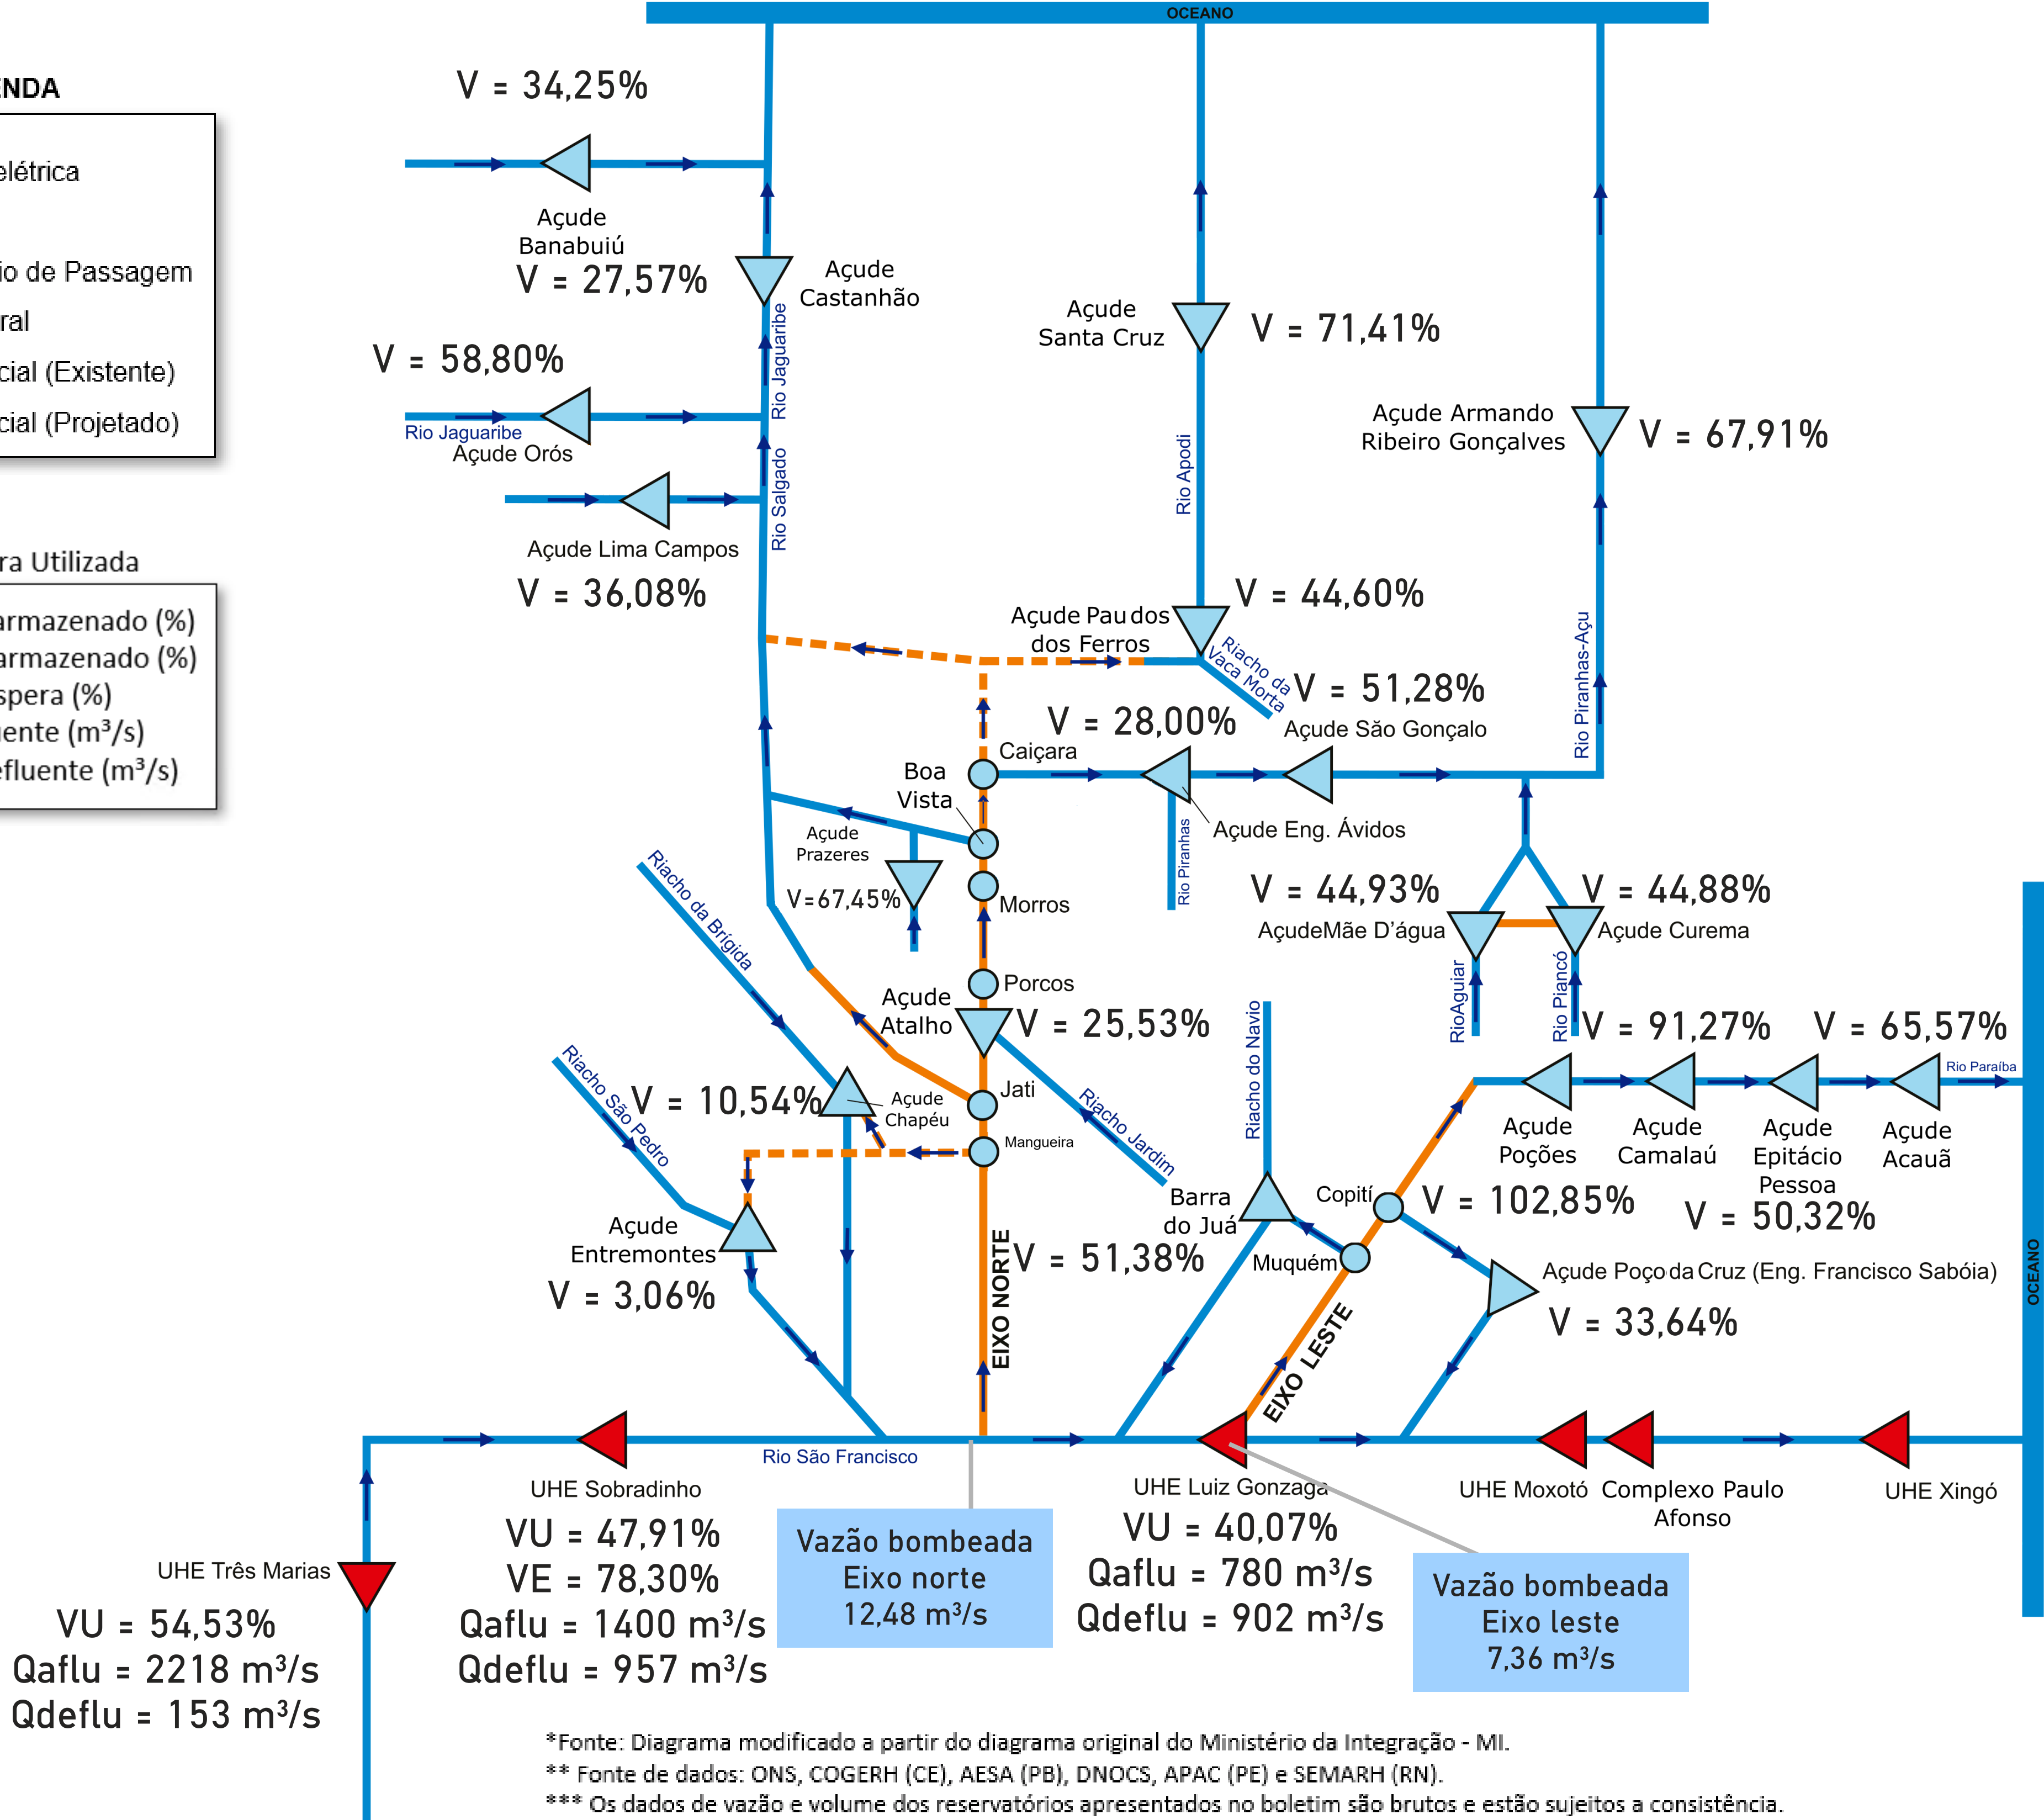 OCEANO
ENDA
elétrica
io de Passagem
ral
cial (Existente)
cial (Projetado)
ra Utilizada
armazenado (%)
armazenado (%)
spera (%)
uente (m³/s)
efluente (m³/s)
V = 34,25%
Açude
Banabuiú
V = 27,57%
Açude
Castanhão
Rio Jaguaribe
V = 58,80%
Rio Jaguaribe
Açude Orós
Rio Salgado
Açude Lima Campos
V = 36,08%
Açude
Santa Cruz
V = 71,41%
Rio Apodi
Açude Armando
Ribeiro Gonçalves
V = 67,91%
Açude Pau dos
dos Ferros
V = 44,60%
Riacho da
Vaca Morta
Rio Piranhas-Açu
V = 51,28%
Açude São Gonçalo
V = 28,00%
Caiçara
Boa
Vista
Açude Eng. Ávidos
Rio Piranhas
Açude
Prazeres
V=67,45%
Morros
Riacho da Brígida
V = 44,93%
AçudeMãe D'água
V = 44,88%
Açude Curema
RioAguiar
Rio Piancó
Porcos
Açude
Atalho
V = 25,53%
Riacho São Pedro
V = 10,54%
Açude
Chapéu
Jati
Mangueira
Riacho Jardim
Riacho do Navio
V = 91,27%
V = 65,57%
Rio Paraíba
Açude
Poções
Açude
Camalaú
Açude
Epitácio
Pessoa
Açude
Acauã
V = 102,85%
V = 50,32%
Barra
do Juá
Copití
Muquém
V = 51,38%
Açude
Entremontes
V = 3,06%
EIXO NORTE
EIXO LESTE
Açude Poço da Cruz (Eng. Francisco Sabóia)
V = 33,64%
OCEANO
Rio São Francisco
UHE Sobradinho
VU = 47,91%
VE = 78,30%
Qaflu = 1400 m³/s
Qdeflu = 957 m³/s
Vazão bombeada
Eixo norte
12,48 m³/s
UHE Luiz Gonzaga
VU = 40,07%
Qaflu = 780 m³/s
Qdeflu = 902 m³/s
Vazão bombeada
Eixo leste
7,36 m³/s
UHE Moxotó
Complexo Paulo
Afonso
UHE Xingó
UHE Três Marias
VU = 54,53%
Qaflu = 2218 m³/s
Qdeflu = 153 m³/s
*Fonte: Diagrama modificado a partir do diagrama original do Ministério da Integração - MI.
** Fonte de dados: ONS, COGERH (CE), AESA (PB), DNOCS, APAC (PE) e SEMARH (RN).
*** Os dados de vazão e volume dos reservatórios apresentados no boletim são brutos e estão sujeitos a consistência.